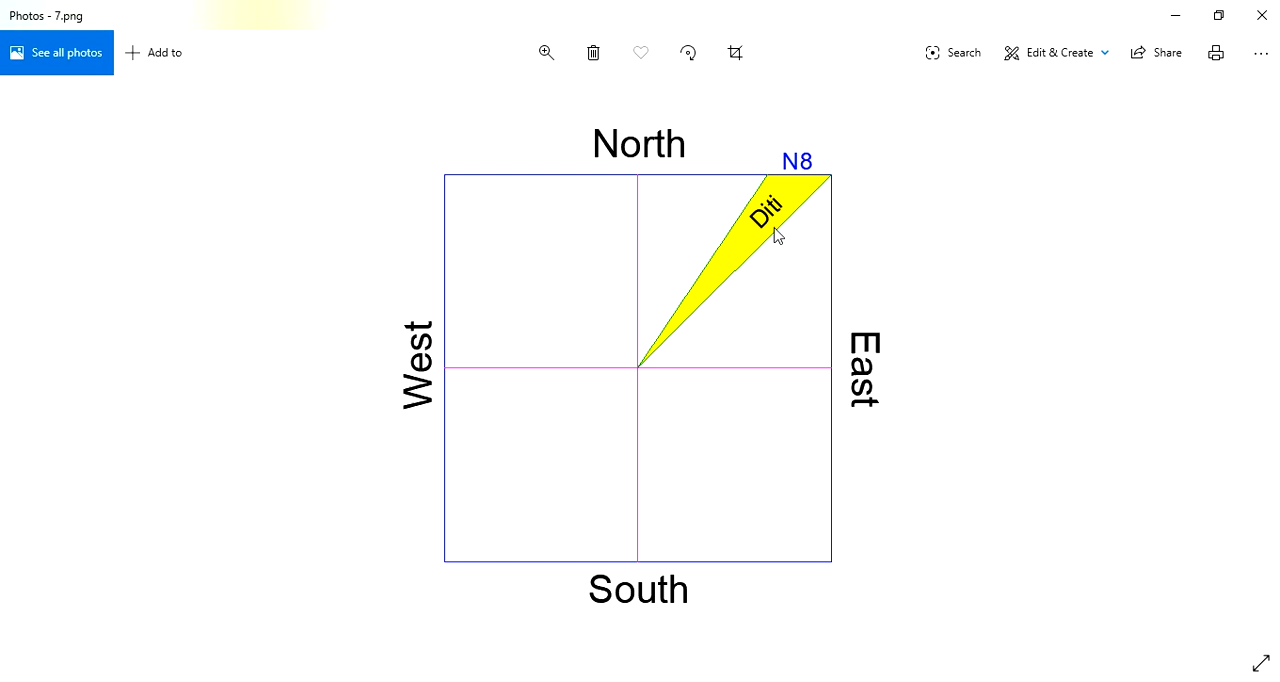 Photos - 7.png
See all photos
Add to
Search
Edit & Create
Share
North
N8
Diti
West
East
South